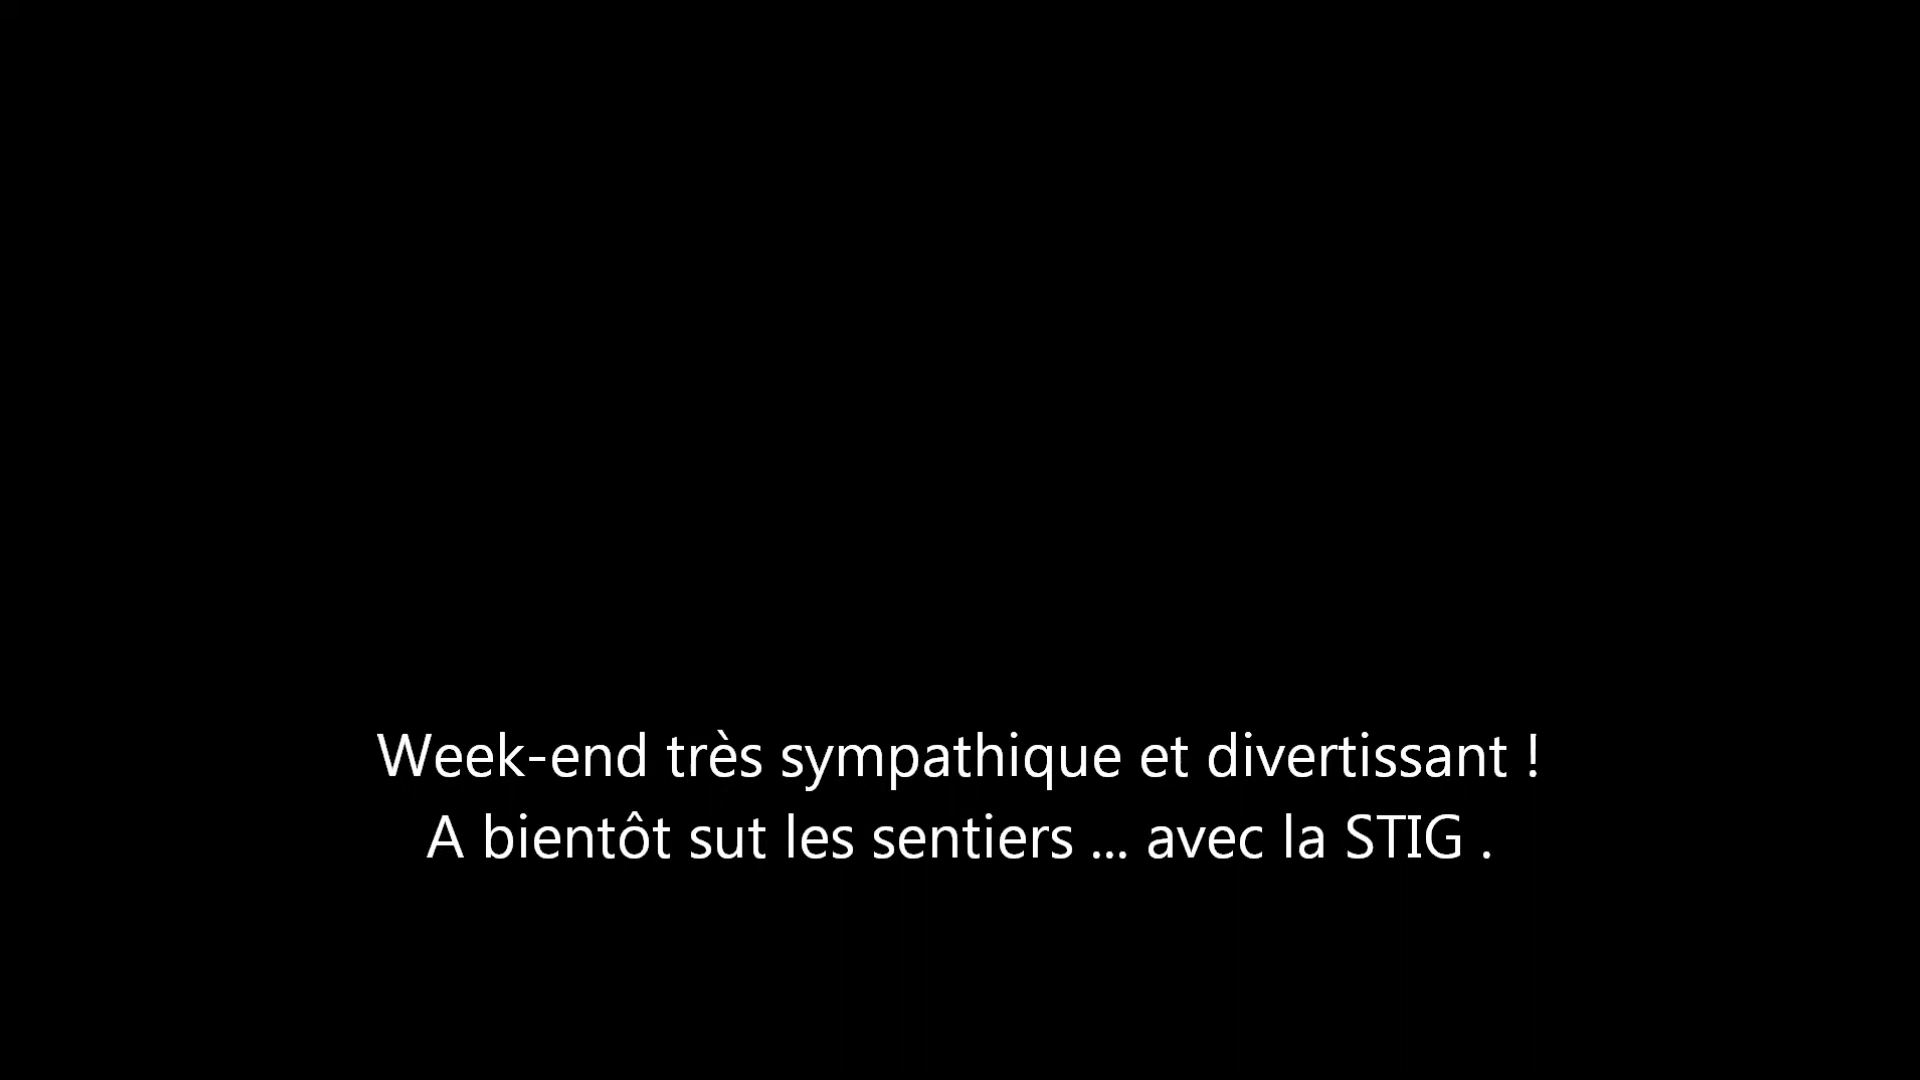 Week-end très sympathique et divertissant !
A bientôt sut les sentiers ... avec la STIG .